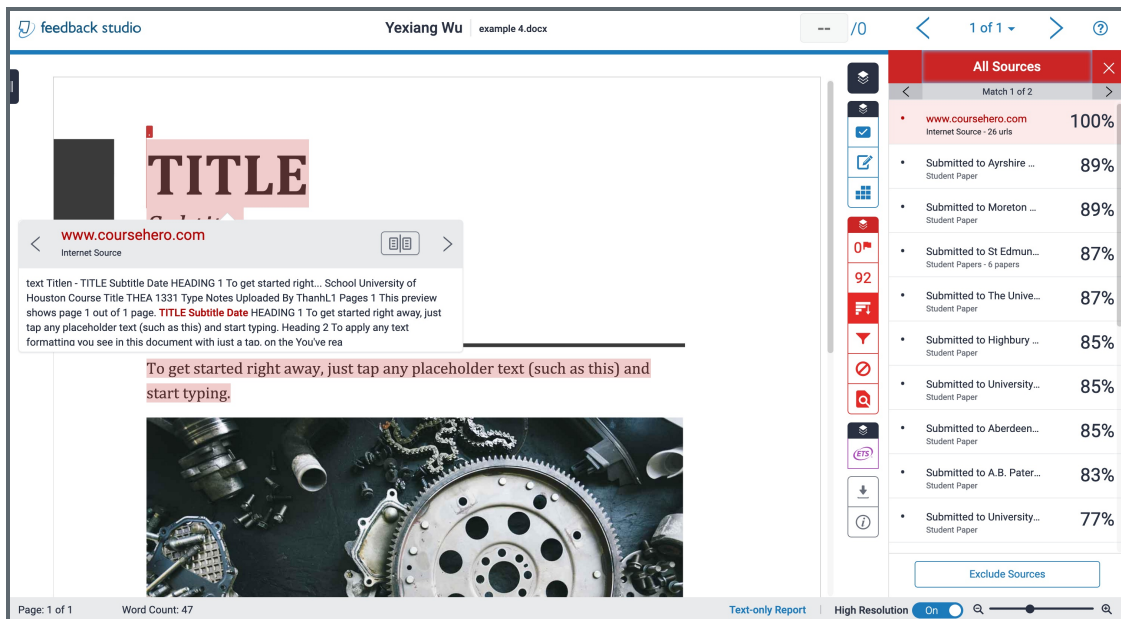 feedback studio
Yexiang Wu
example 4.docx
-- /0
1 of 1
All Sources
Match 1 of 2
www.coursehero.com
100%
Internet Source - 26 urls
Submitted to Ayrshire ...
89%
Student Paper
Submitted to Moreton ...
89%
Student Paper
Submitted to St Edmun...
87%
Student Papers - 6 papers
Submitted to The Unive...
87%
Student Paper
Submitted to Highbury ...
85%
Student Paper
Submitted to University...
85%
Student Paper
Submitted to Aberdeen...
85%
Student Paper
Submitted to A.B. Pater...
83%
Student Paper
Submitted to University...
77%
Student Paper
Exclude Sources
0
92
ETS
TITLE
www.coursehero.com
Internet Source
text Titlen - TITLE Subtitle Date HEADING 1 To get started right... School University of
Houston Course Title THEA 1331 Type Notes Uploaded By ThanhL1 Pages 1 This preview
shows page 1 out of 1 page. TITLE Subtitle Date HEADING 1 To get started right away, just
tap any placeholder text (such as this) and start typing. Heading 2 To apply any text
formatting you see in this document with just a tap, on the You've rea
To get started right away, just tap any placeholder text (such as this) and
start typing.
Page: 1 of 1
Word Count: 47
Text-only Report
High Resolution
On